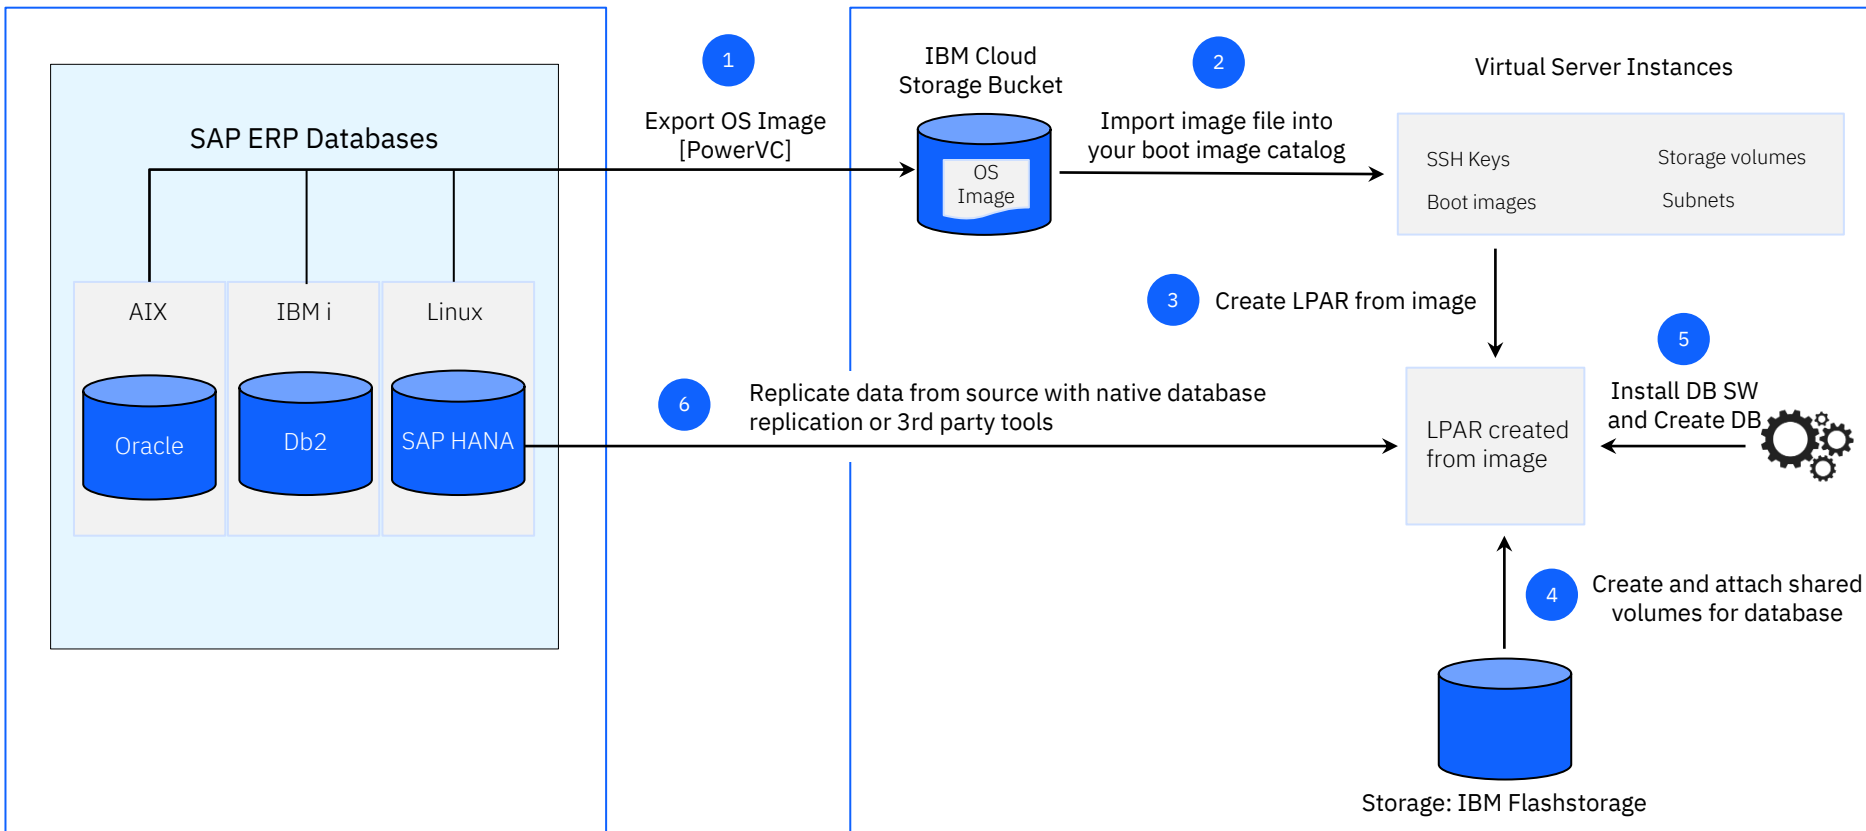 SAP ERP Databases
AIX
IBM i
Linux
Oracle
Db2
SAP HANA
1
Export OS Image
[PowerVC]
IBM Cloud
Storage Bucket
OS
Image
2
Import image file into
your boot image catalog
Virtual Server Instances
SSH Keys
Storage volumes
Boot images
Subnets
3
Create LPAR from image
5
Install DB SW
and Create DB
6
Replicate data from source with native database
replication or 3rd party tools
LPAR created
from image
4
Create and attach shared
volumes for database
Storage: IBM Flashstorage